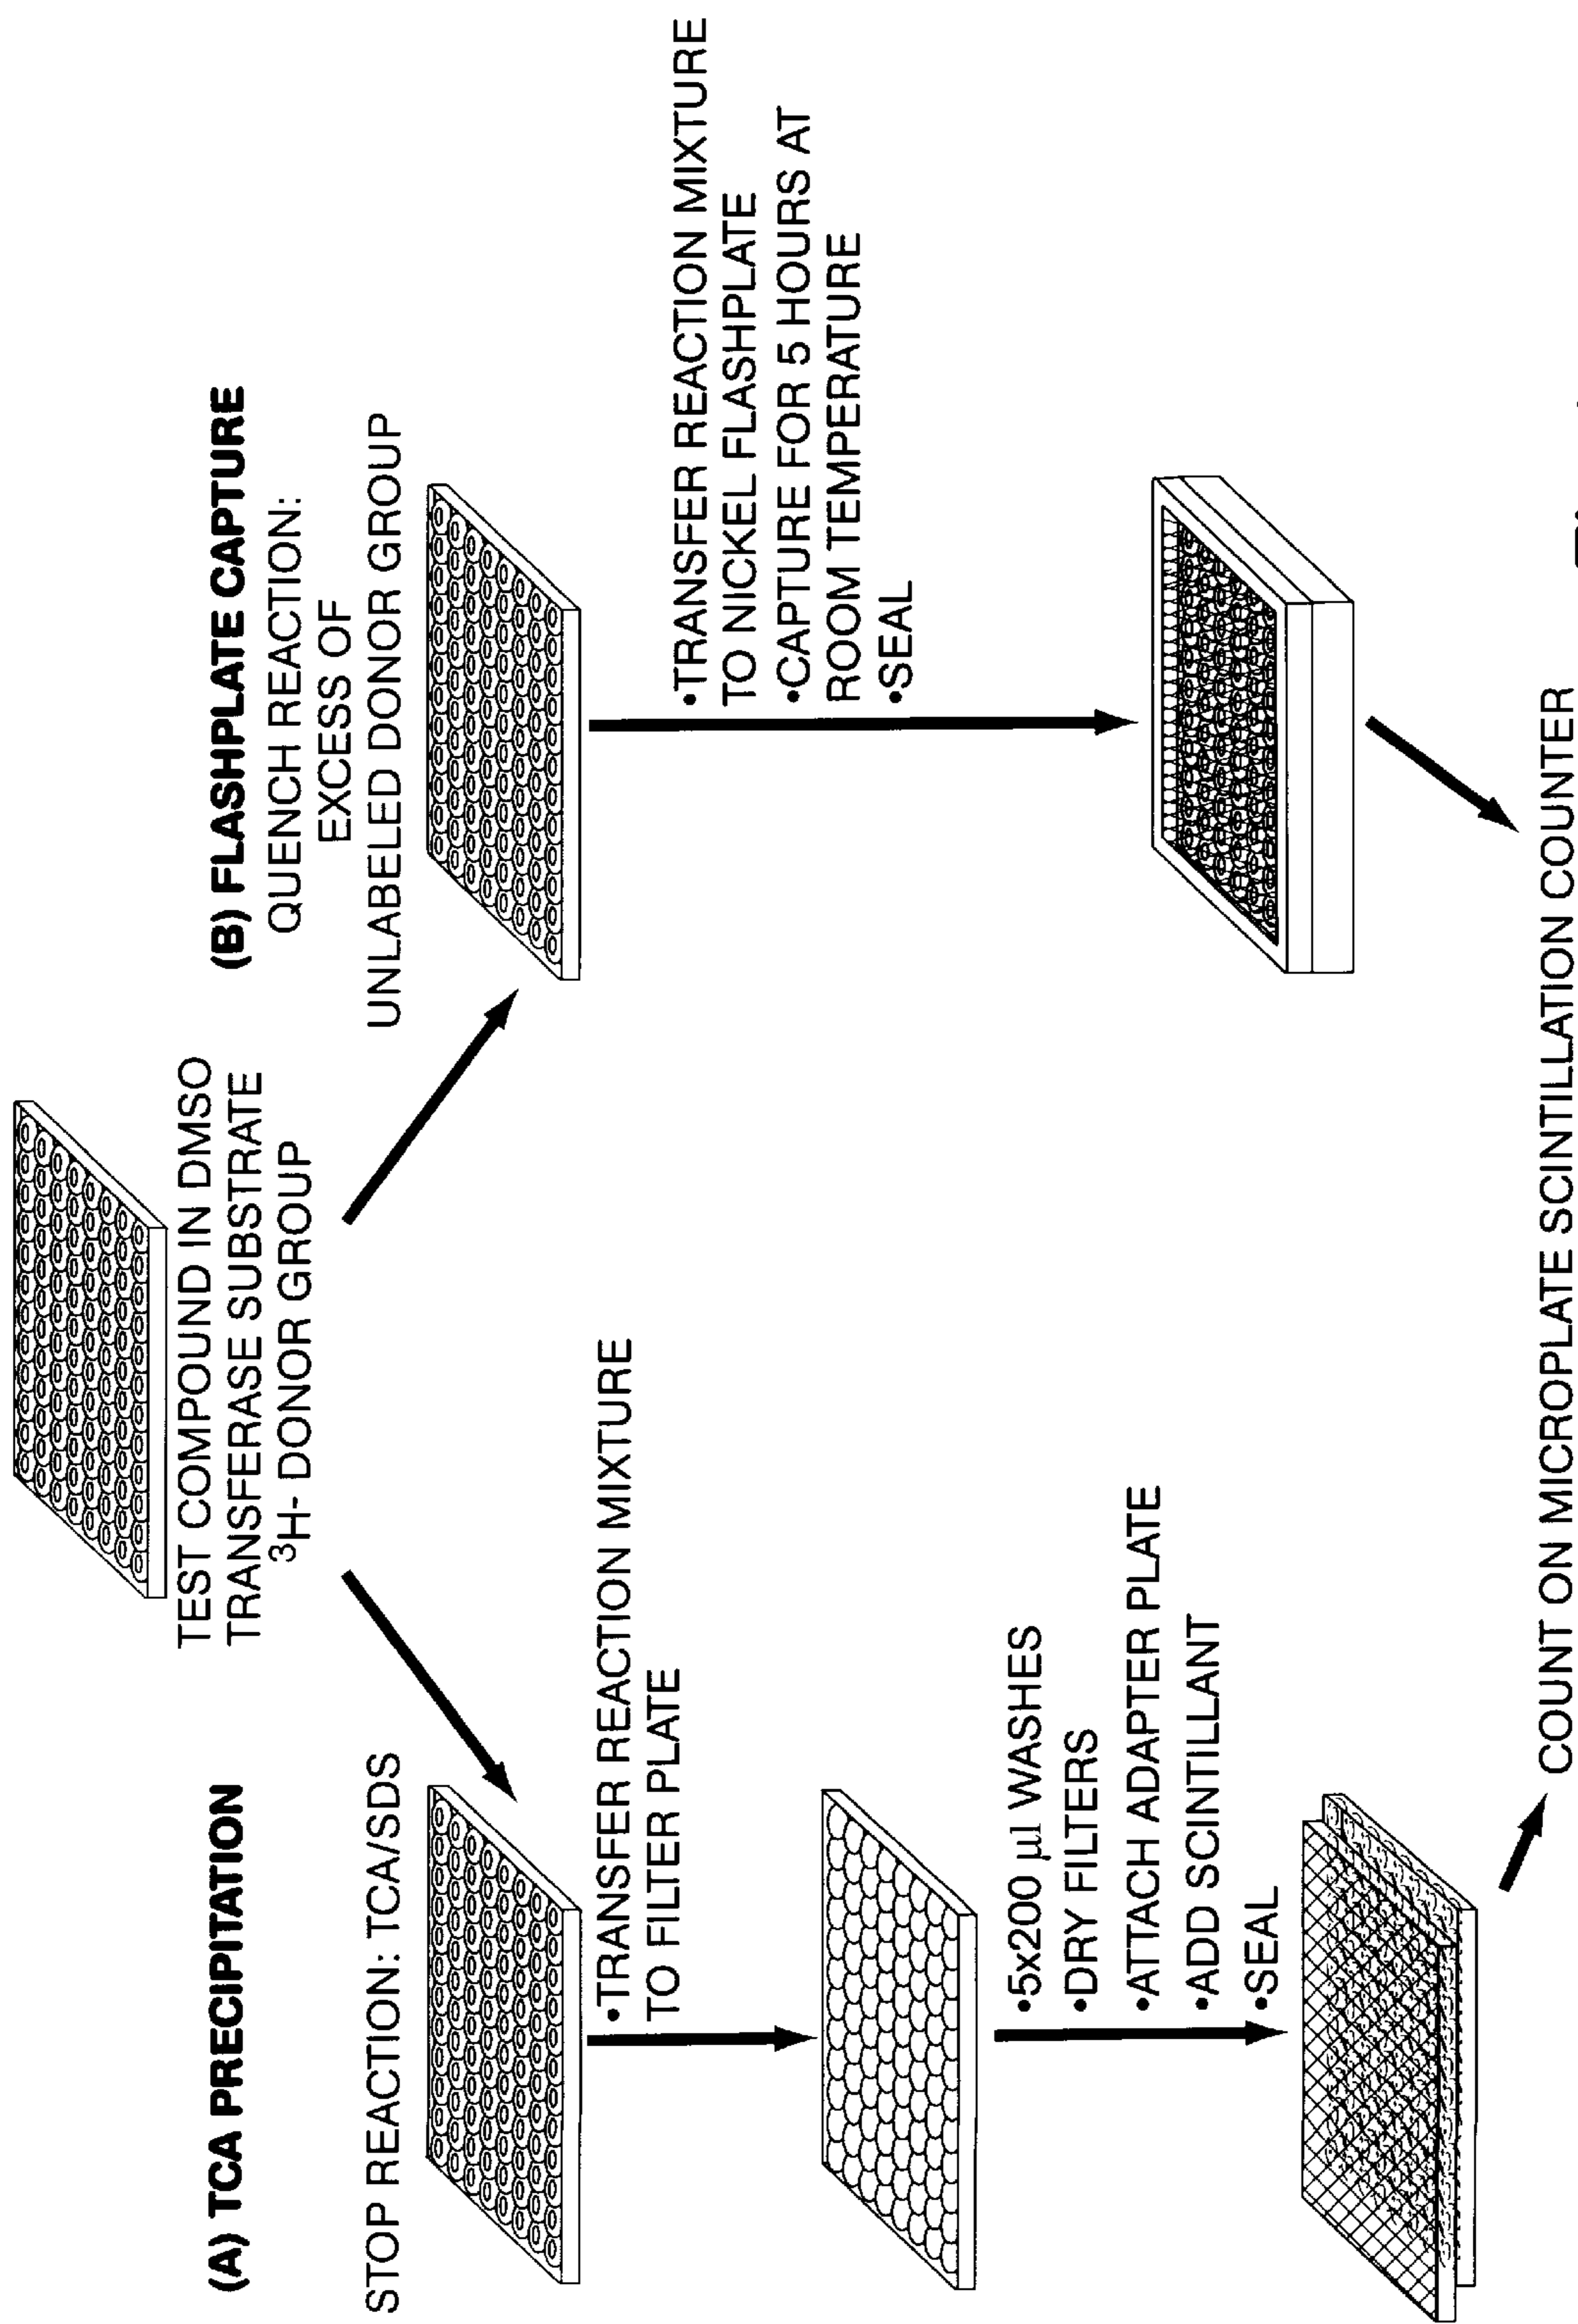 TEST COMPOUND IN DMSO
TRANSFERASE SUBSTRATE
³H- DONOR GROUP
(A) TCA PRECIPITATION
STOP REACTION: TCA/SDS
•TRANSFER REACTION MIXTURE
TO FILTER PLATE
•5x200 µl WASHES
•DRY FILTERS
•ATTACH ADAPTER PLATE
•ADD SCINTILLANT
•SEAL
(B) FLASHPLATE CAPTURE
QUENCH REACTION:
EXCESS OF
UNLABELED DONOR GROUP
•TRANSFER REACTION MIXTURE
TO NICKEL FLASHPLATE
•CAPTURE FOR 5 HOURS AT
ROOM TEMPERATURE
•SEAL
COUNT ON MICROPLATE SCINTILLATION COUNTER